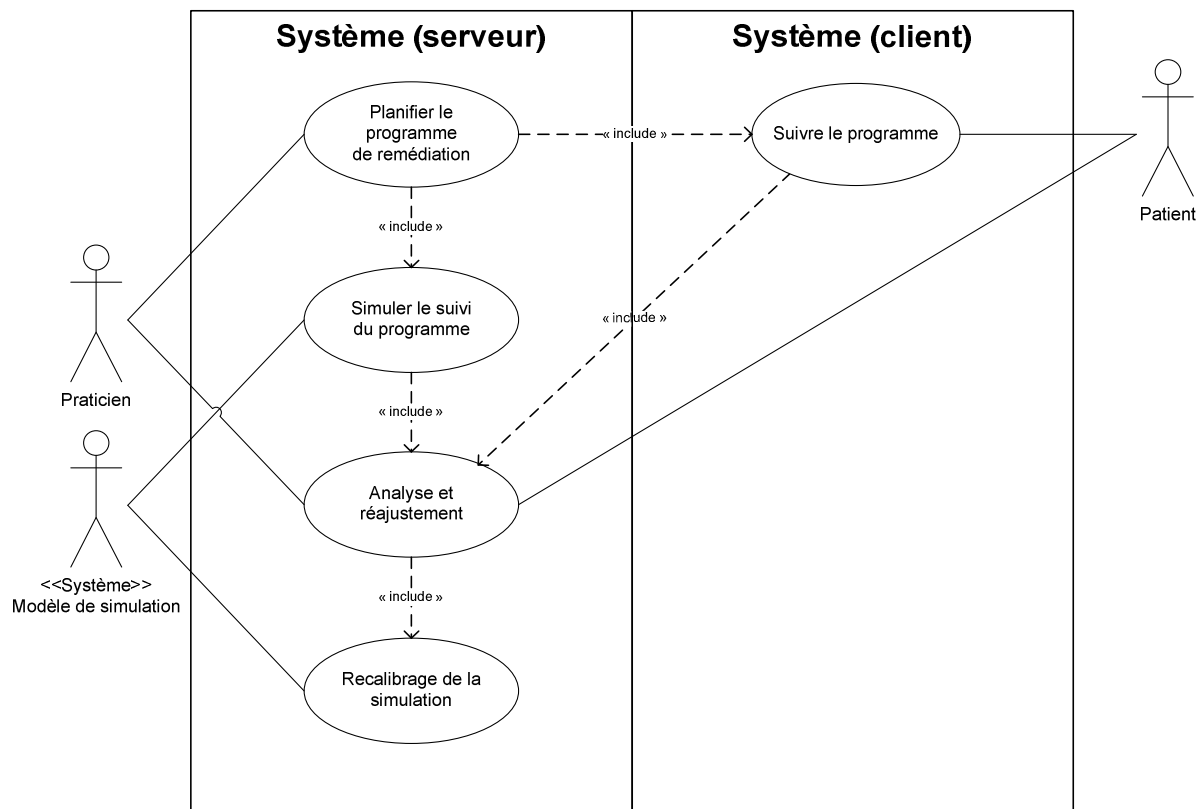 Système (serveur)
Système (client)
Planifier le
programme
de remédiation
« include »
Suivre le programme
Patient
« include »
Praticien
Simuler le suivi
du programme
« include »
« include »
<<Système>>
Modèle de simulation
Analyse et
réajustement
« include »
Recalibrage de la
simulation